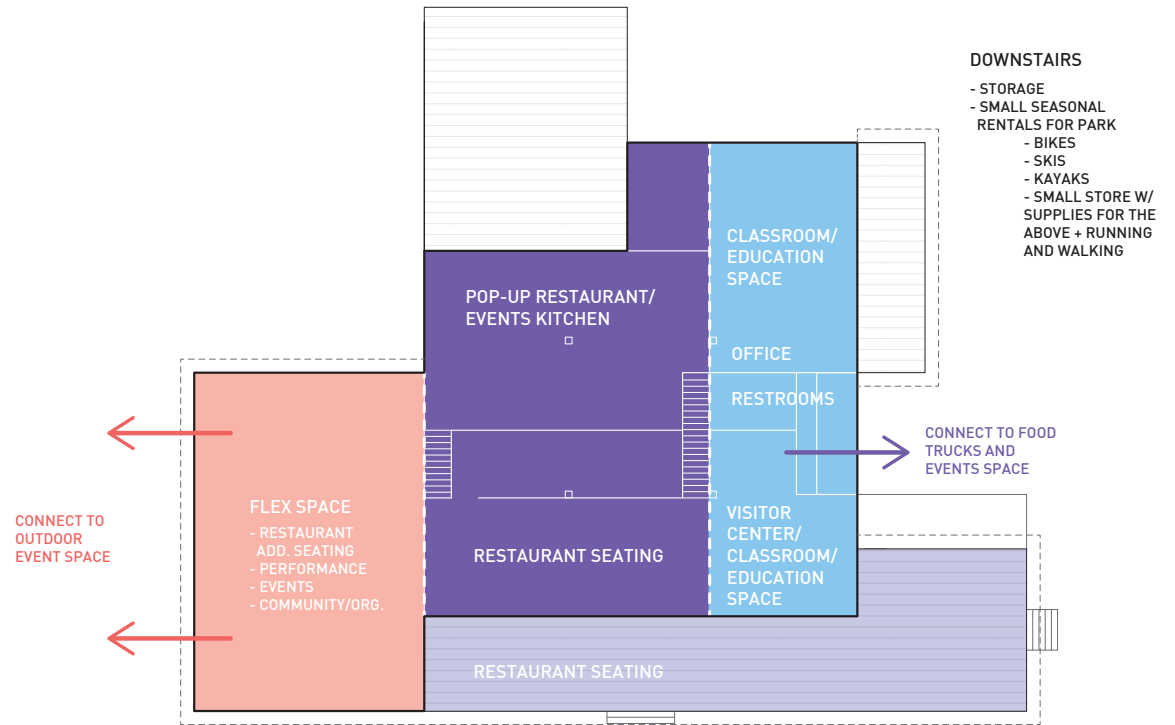 DOWNSTAIRS
- STORAGE
- SMALL SEASONAL
RENTALS FOR PARK
- BIKES
- SKIS
- KAYAKS
- SMALL STORE W/
SUPPLIES FOR THE
ABOVE + RUNNING
AND WALKING
CLASSROOM/
EDUCATION
SPACE
POP-UP RESTAURANT/
EVENTS KITCHEN
OFFICE
RESTROOMS
CONNECT TO FOOD
TRUCKS AND
EVENTS SPACE
CONNECT TO
OUTDOOR
EVENT SPACE
FLEX SPACE
- RESTAURANT
ADD. SEATING
- PERFORMANCE
- EVENTS
- COMMUNITY/ORG.
RESTAURANT SEATING
VISITOR
CENTER/
CLASSROOM/
EDUCATION
SPACE
RESTAURANT SEATING